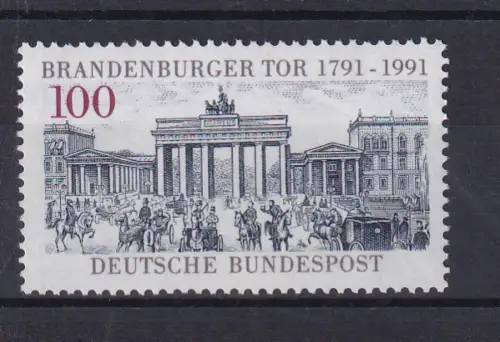 BRANDENBURGER TOR 1791-1991
100
DEUTSCHE BUNDESPOST